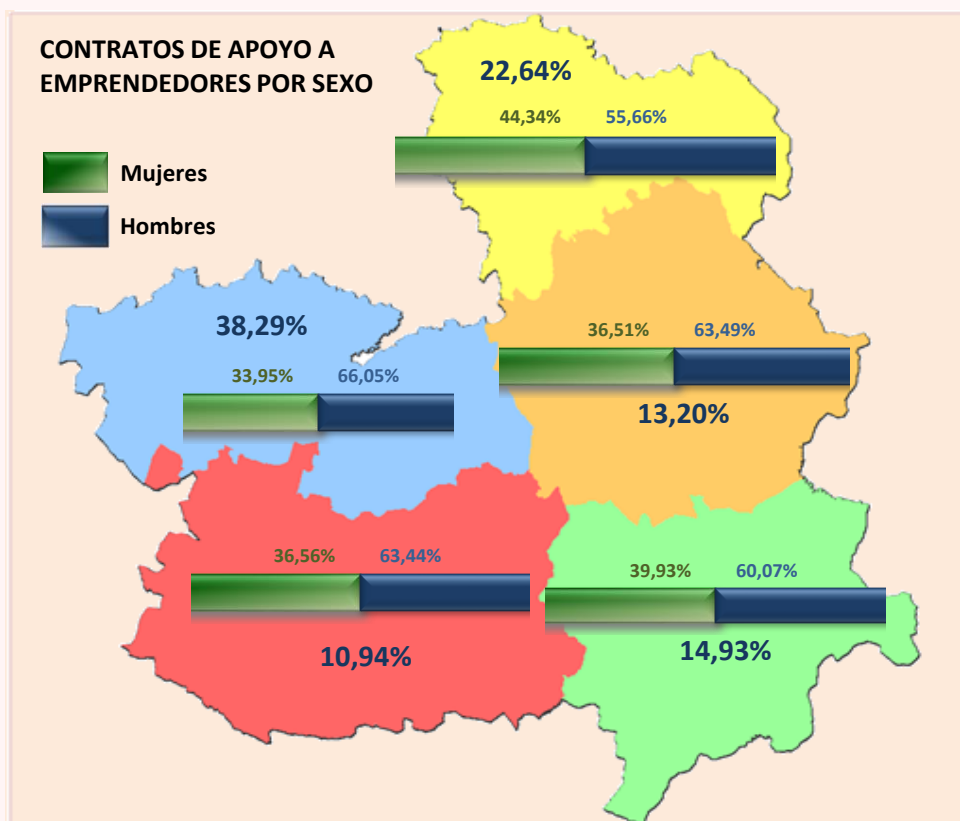 CONTRATOS DE APOYO A
EMPRENDEDORES POR SEXO
Mujeres
Hombres
22,64%
44,34% 55,66%
38,29%
33,95% 66,05%
36,51% 63,49%
13,20%
36,56% 63,44%
10,94%
39,93% 60,07%
14,93%